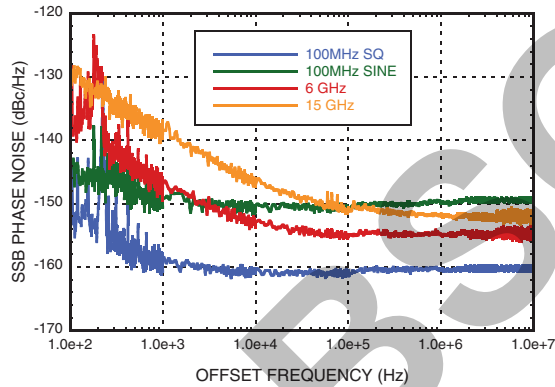 -120
-130
-140
-150
-160
-170
SSB PHASE NOISE (dBc/Hz)
100MHz SQ
100MHz SINE
6 GHz
15 GHz
1.0e+2 1.0e+3 1.0e+4 1.0e+5 1.0e+6 1.0e+7
OFFSET FREQUENCY (Hz)
BSO